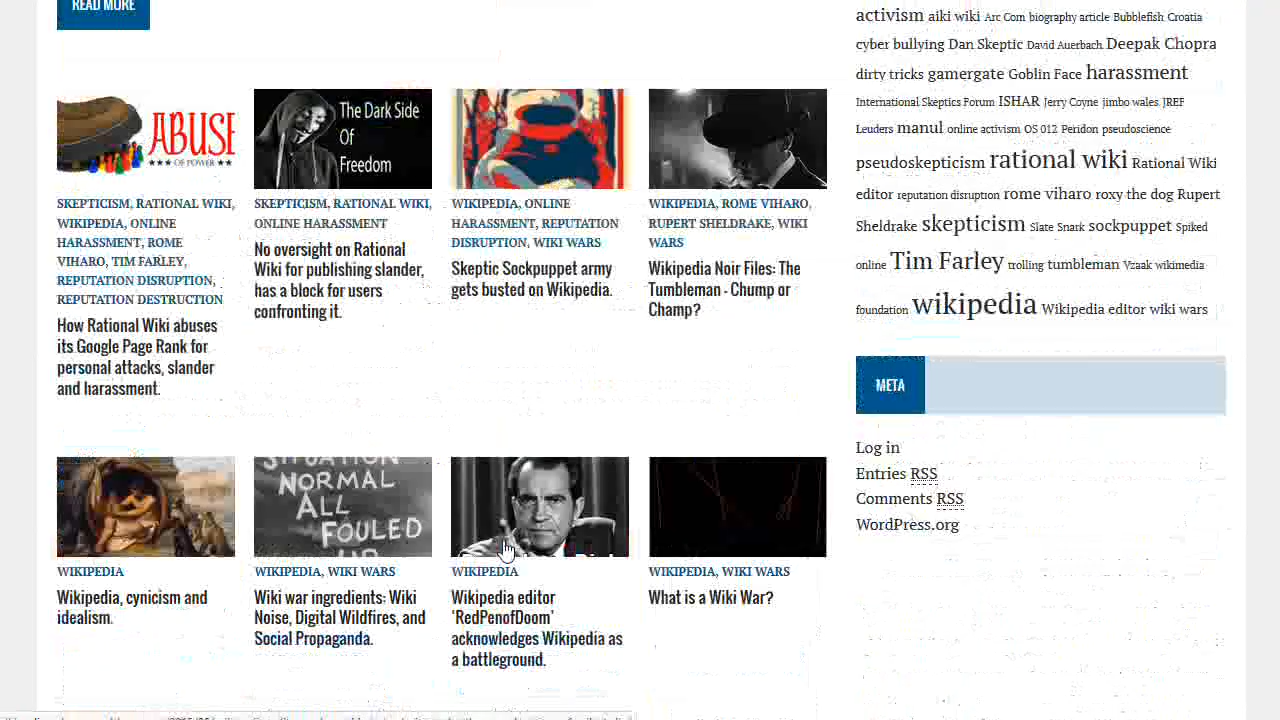 READ MORE
ABUSE
★★★ OF POWER ★★
SKEPTICISM, RATIONAL WIKI,
WIKIPEDIA, ONLINE
HARASSMENT, ROME
VIHARO, TIM FARLEY,
REPUTATION DISRUPTION,
REPUTATION DESTRUCTION
How Rational Wiki abuses
its Google Page Rank for
personal attacks, slander
and harassment.
The Dark Side
Of
Freedom
SKEPTICISM, RATIONAL WIKI,
ONLINE HARASSMENT
No oversight on Rational
Wiki for publishing slander,
has a block for users
confronting it.
WIKIPEDIA, ONLINE
HARASSMENT, REPUTATION
DISRUPTION, WIKI WARS
Skeptic Sockpuppet army
gets busted on Wikipedia.
WIKIPEDIA, ROME VIHARO,
RUPERT SHELDRAKE, WIKI
WARS
Wikipedia Noir Files: The
Tumbleman - Chump or
Champ?
WIKIPEDIA
Wikipedia, cynicism and
idealism.
SITUATION
NORMAL
ALL
FOULED
UP
WIKIPEDIA, WIKI WARS
Wiki war ingredients: Wiki
Noise, Digital Wildfires, and
Social Propaganda.
WIKIPEDIA
Wikipedia editor
'RedPenofDoom'
acknowledges Wikipedia as
a battleground.
WIKIPEDIA, WIKI WARS
What is a Wiki War?
activism aiki wiki Arc Com biography article Bubblefish Croatia
cyber bullying Dan Skeptic David Auerbach Deepak Chopra
dirty tricks gamergate Goblin Face harassment
International Skeptics Forum ISHAR Jerry Coyne jimbo wales JREF
Leuders manul online activism OS 012 Peridon pseudoscience
pseudoskepticism rational wiki Rational Wiki
editor reputation disruption rome viharo roxy the dog Rupert
Sheldrake skepticism Slate Snark sockpuppet Spiked
online Tim Farley trolling tumbleman Vzaak wikimedia
foundation wikipedia Wikipedia editor wiki wars
META
Log in
Entries RSS
Comments RSS
WordPress.org